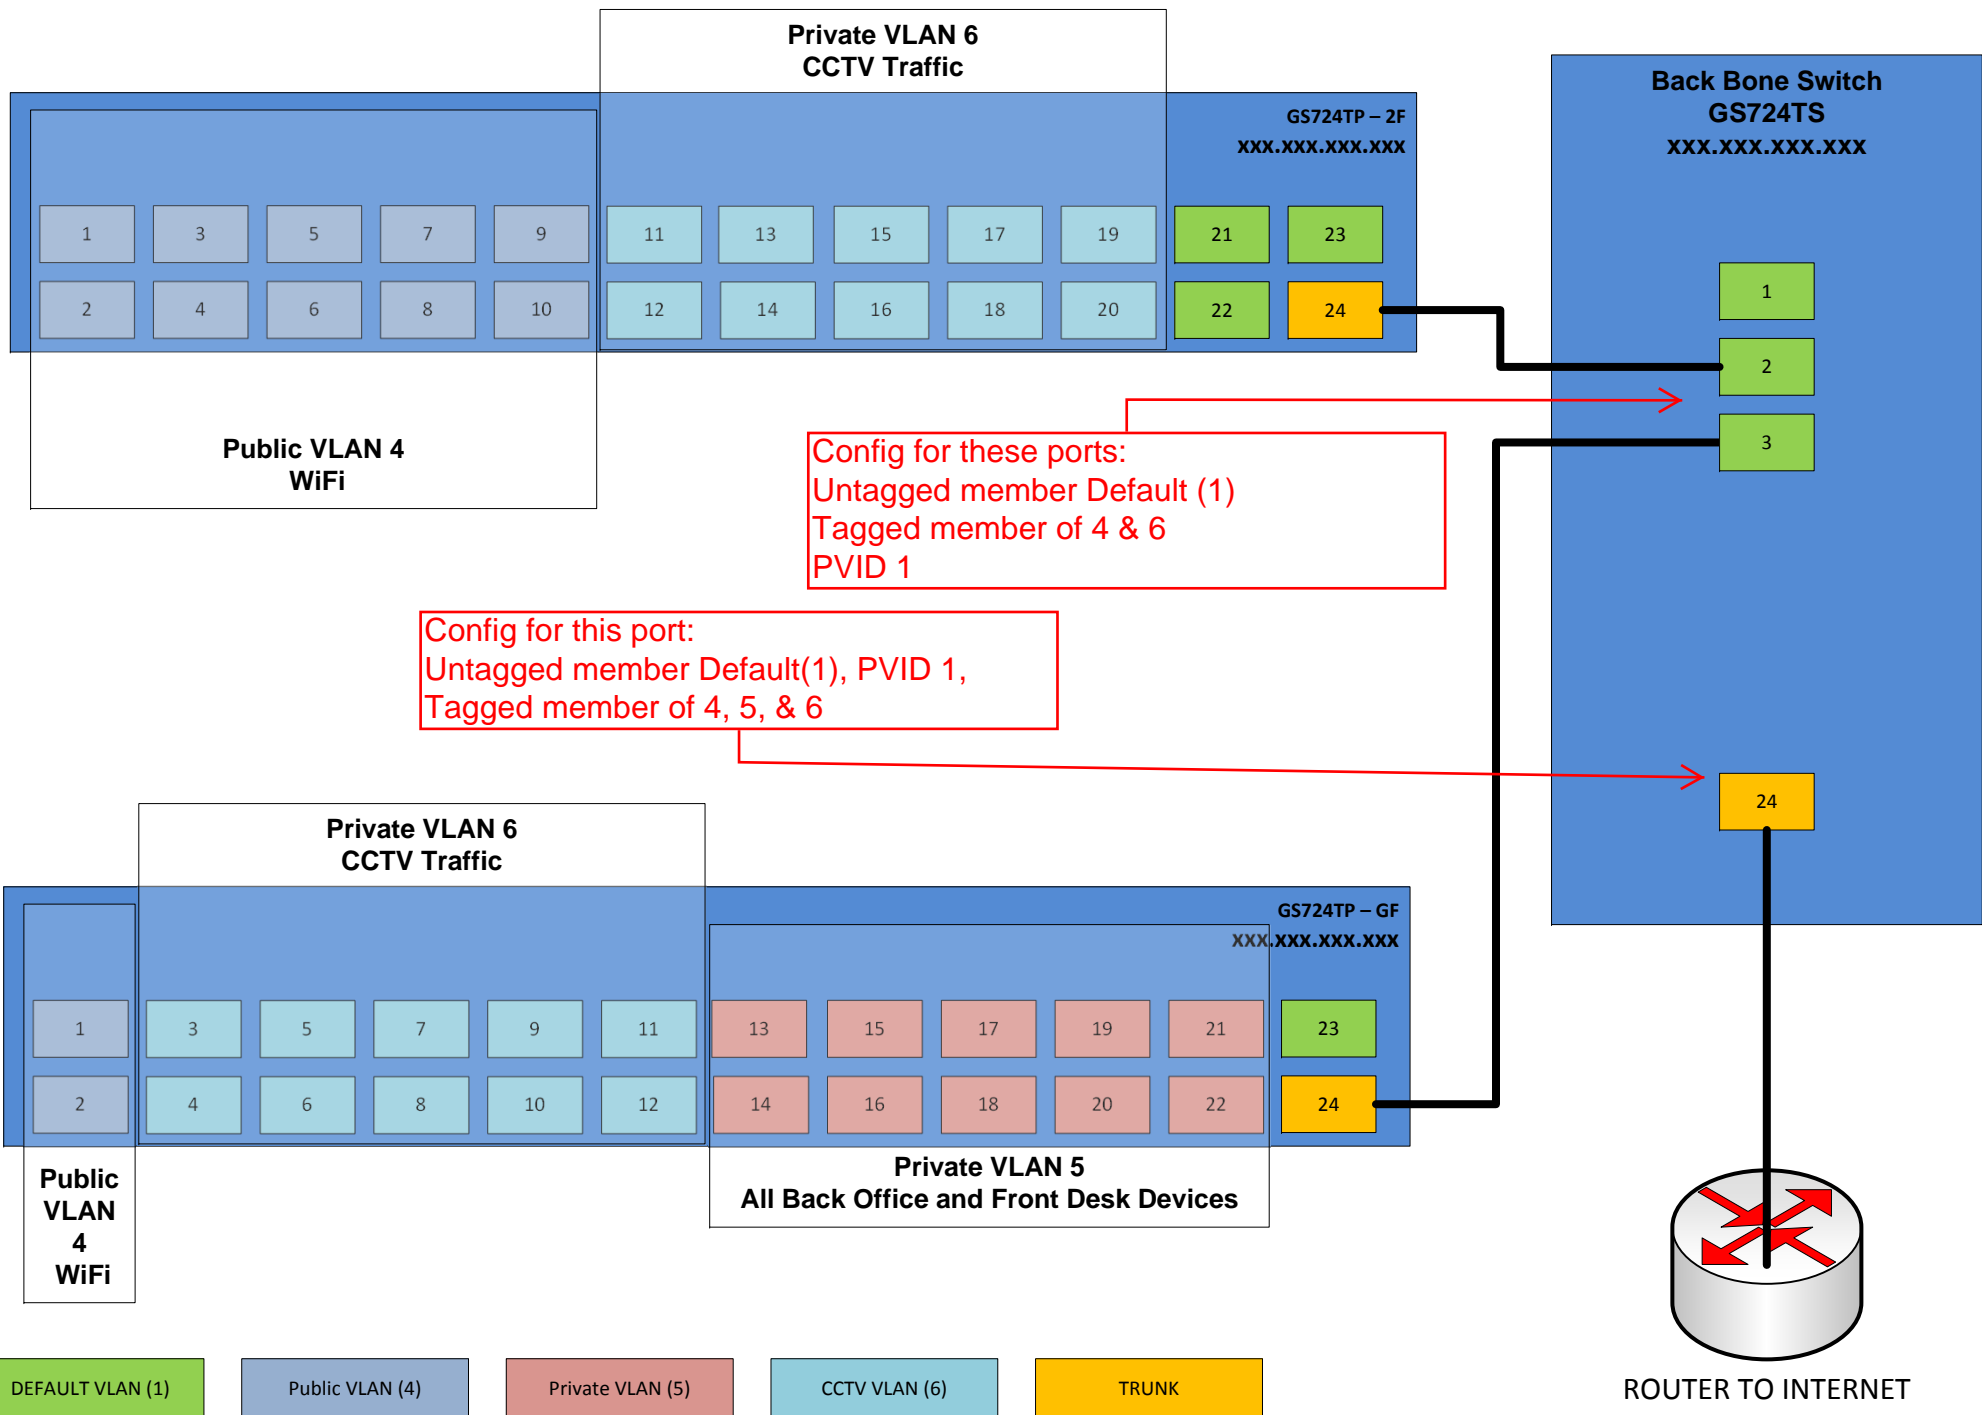 Private VLAN 6
CCTV Traffic
GS724TP – 2F
xxx.xxx.xxx.xxx
1 3 5 7 9 11 13 15 17 19 21 23
2 4 6 8 10 12 14 16 18 20 22 24
Public VLAN 4
WiFi
Back Bone Switch
GS724TS
xxx.xxx.xxx.xxx
1
2
3
24
Config for these ports:
Untagged member Default (1)
Tagged member of 4 & 6
PVID 1
Config for this port:
Untagged member Default(1), PVID 1,
Tagged member of 4, 5, & 6
Private VLAN 6
CCTV Traffic
GS724TP – GF
xxx.xxx.xxx.xxx
1 3 5 7 9 11 13 15 17 19 21 23
2 4 6 8 10 12 14 16 18 20 22 24
Public
VLAN
4
WiFi
Private VLAN 5
All Back Office and Front Desk Devices
ROUTER TO INTERNET
DEFAULT VLAN (1)
Public VLAN (4)
Private VLAN (5)
CCTV VLAN (6)
TRUNK